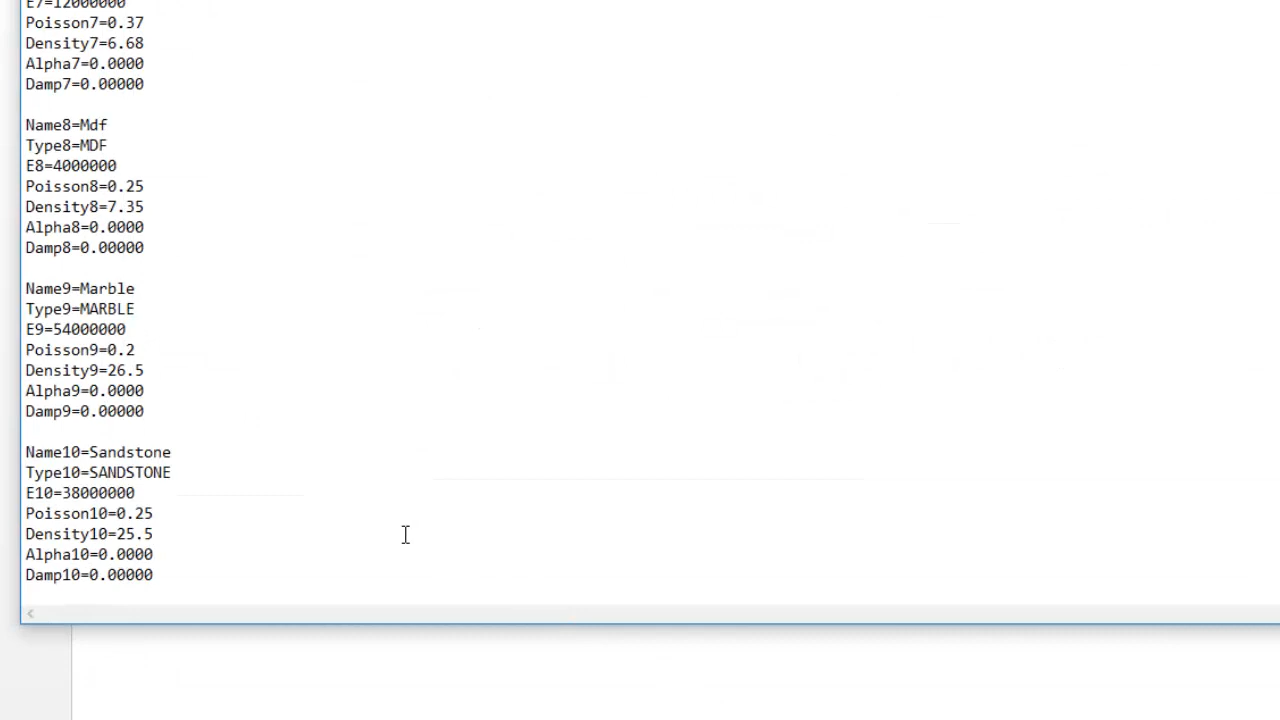 E7=12000000
Poisson7=0.37
Density7=6.68
Alpha7=0.0000
Damp7=0.00000
Name8=Mdf
Type8=MDF
E8=4000000
Poisson8=0.25
Density8=7.35
Alpha8=0.0000
Damp8=0.00000
Name9=Marble
Type9=MARBLE
E9=54000000
Poisson9=0.2
Density9=26.5
Alpha9=0.0000
Damp9=0.00000
Name10=Sandstone
Type10=SANDSTONE
E10=38000000
Poisson10=0.25
Density10=25.5
Alpha10=0.0000
Damp10=0.00000